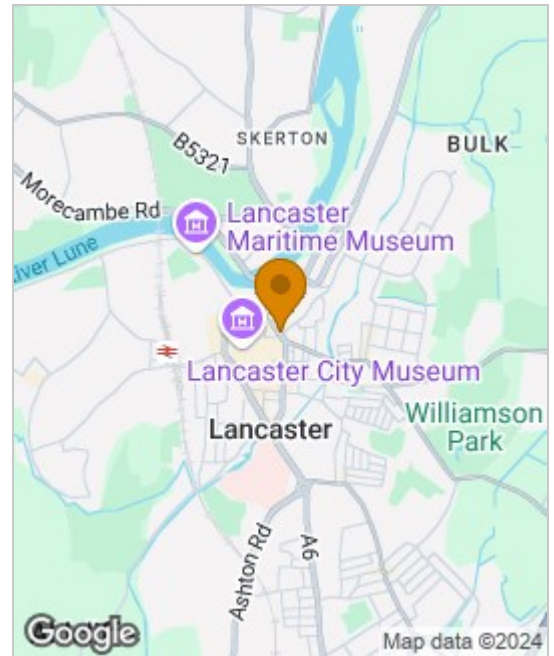 SKERTON
BULK
B5321
Morecambe Rd
Lancaster
Maritime Museum
River Lune
Lancaster City Museum
Williamson
Park
Lancaster
Ashton Rd
A6
Google
Map data ©2024